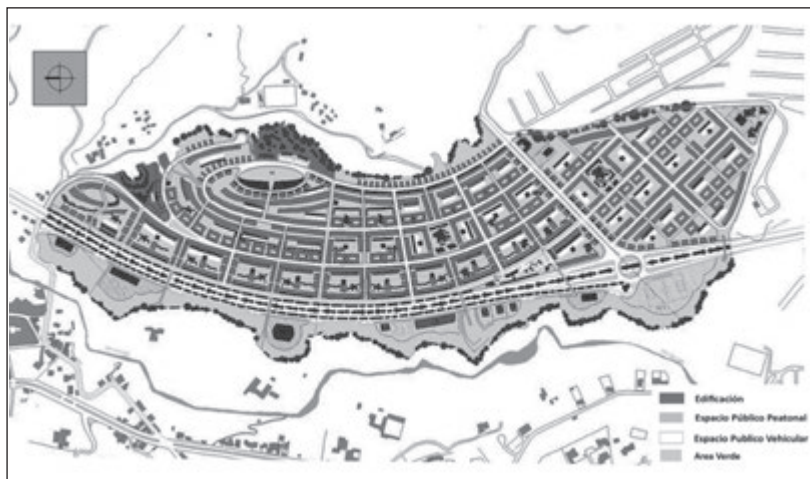 Edificación
Espacio Público Peatonal
Espacio Publico Vehicular
Area Verde